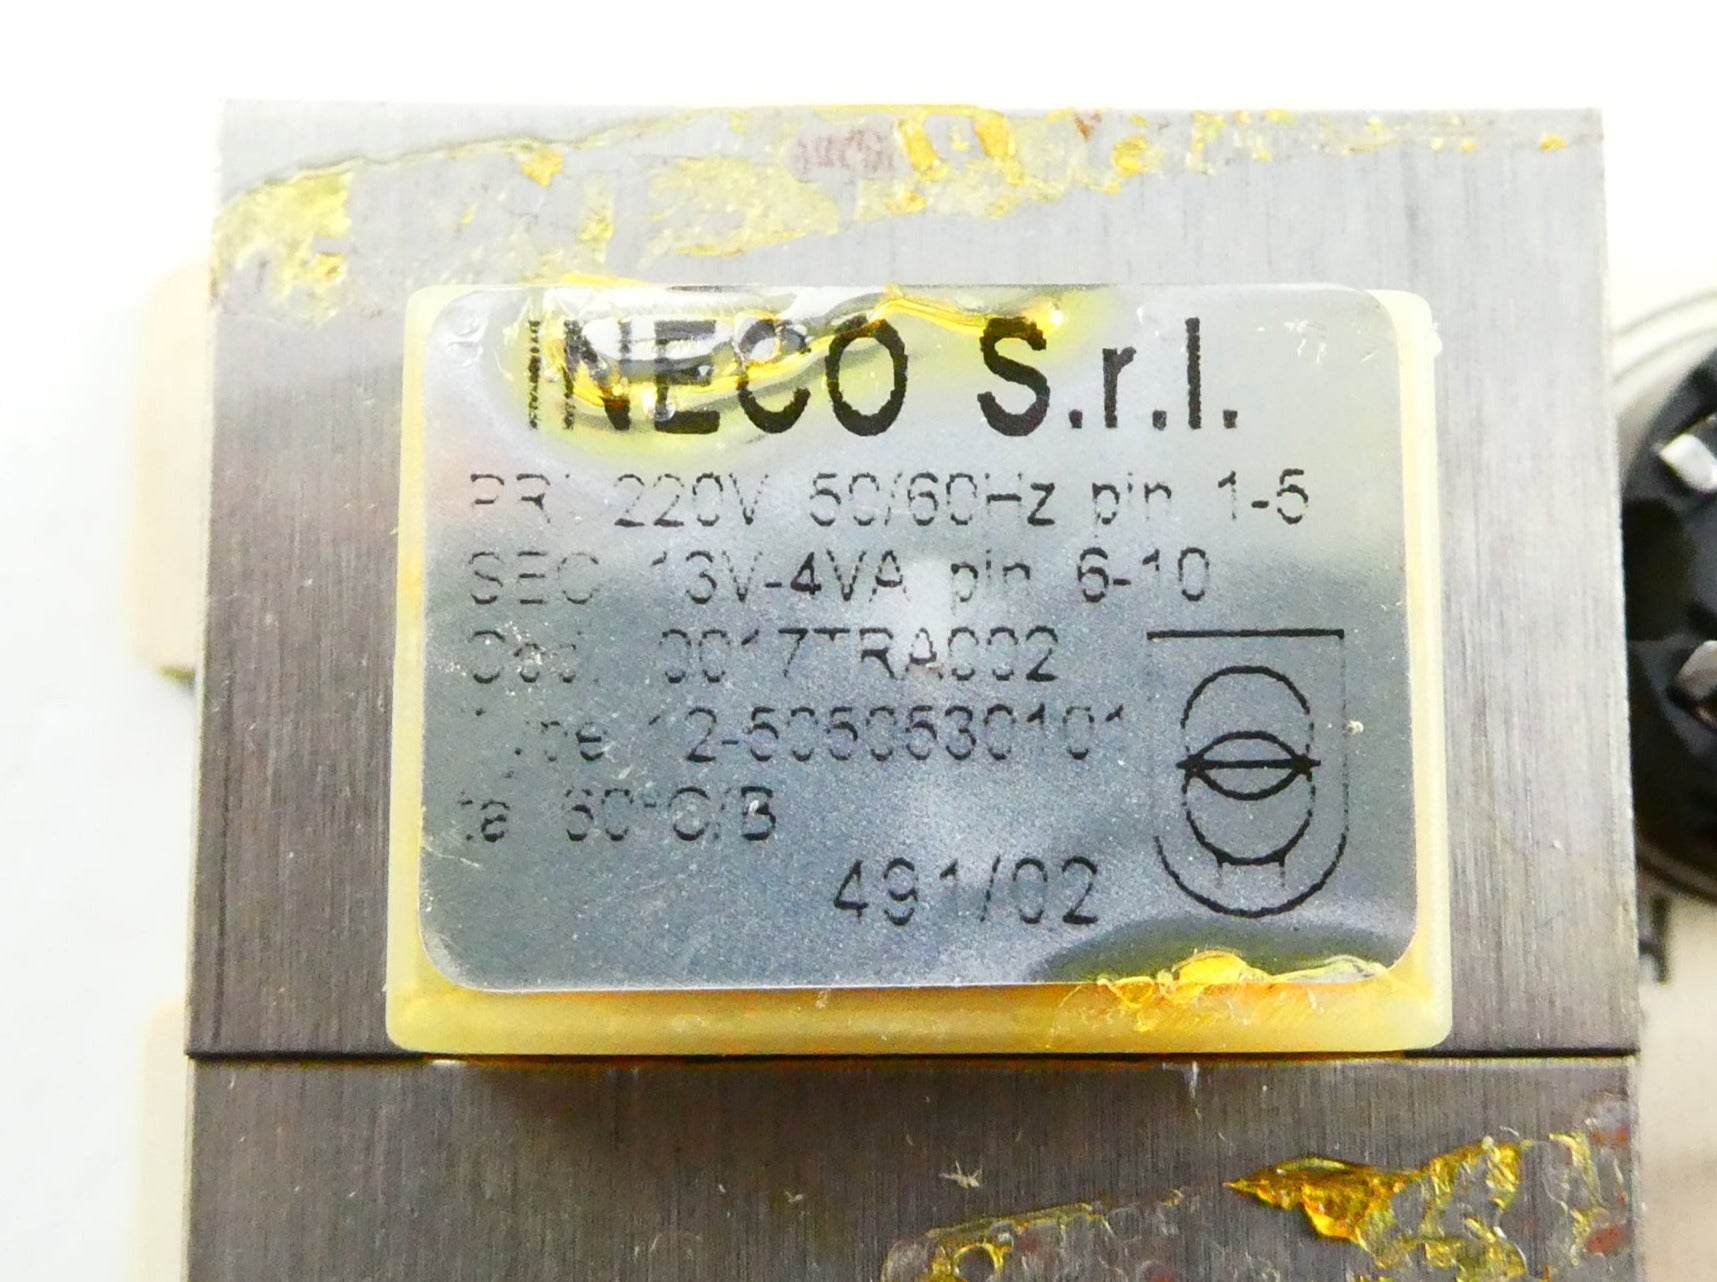 INECO S.r.l.
PRI 220V 50/60Hz pin 1-5
SEC 13V-4VA pin 6-10
Cod. 0017TRA002
Type 12-5050530101
ta 60°C/B
491/02